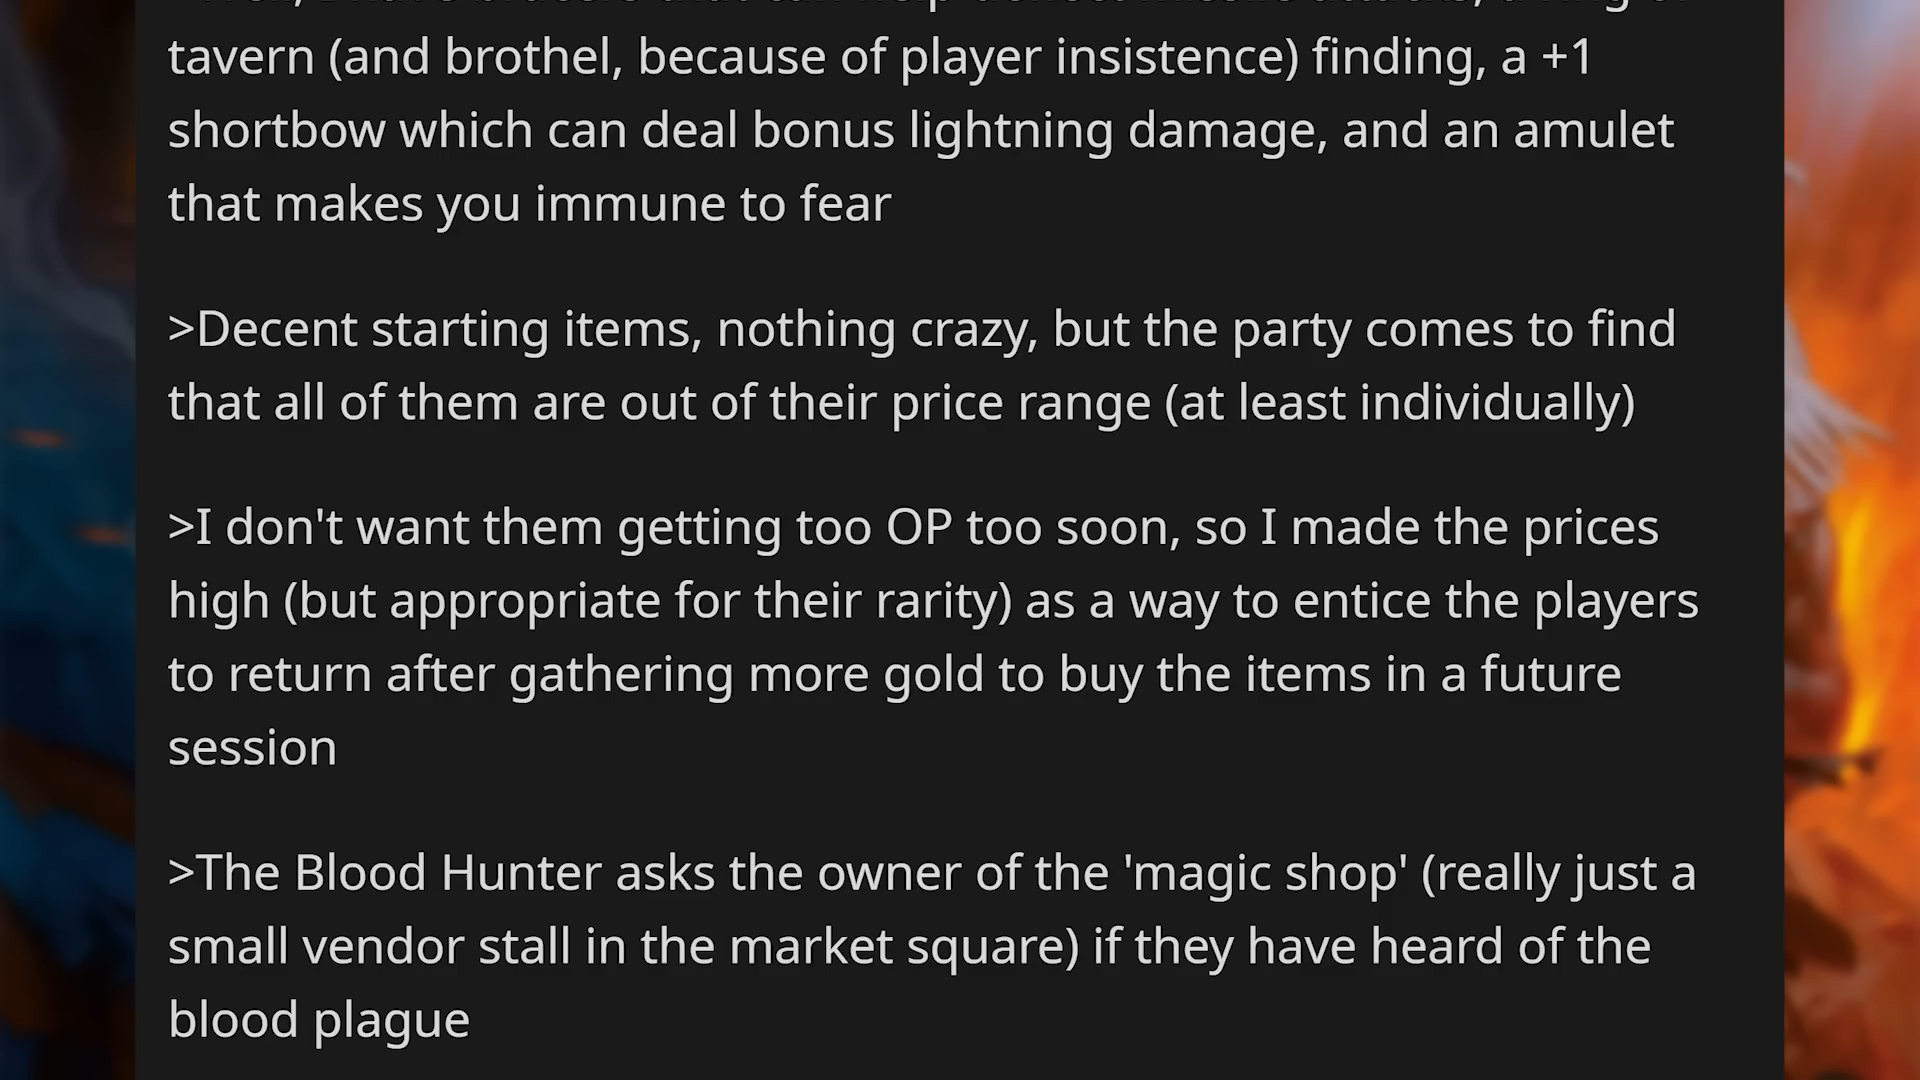 tavern (and brothel, because of player insistence) finding, a +1
shortbow which can deal bonus lightning damage, and an amulet
that makes you immune to fear
>Decent starting items, nothing crazy, but the party comes to find
that all of them are out of their price range (at least individually)
>I don't want them getting too OP too soon, so I made the prices
high (but appropriate for their rarity) as a way to entice the players
to return after gathering more gold to buy the items in a future
session
>The Blood Hunter asks the owner of the 'magic shop' (really just a
small vendor stall in the market square) if they have heard of the
blood plague